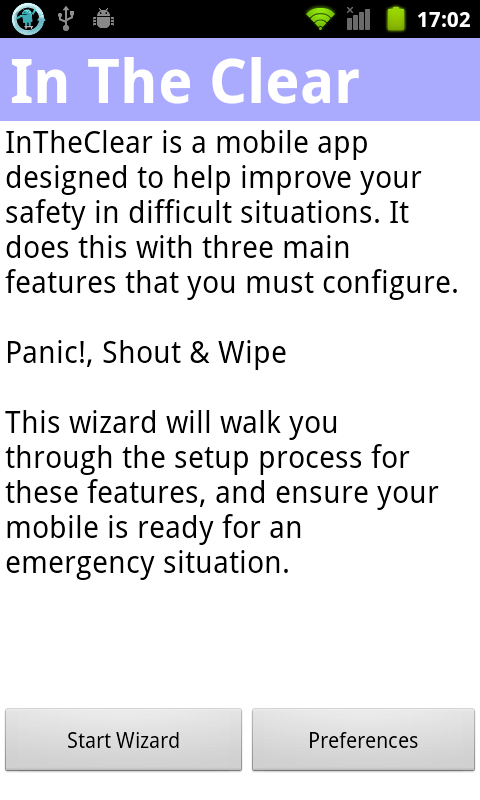 17:02
In The Clear
InTheClear is a mobile app
designed to help improve your
safety in difficult situations. It
does this with three main
features that you must configure.
Panic!, Shout & Wipe
This wizard will walk you
through the setup process for
these features, and ensure your
mobile is ready for an
emergency situation.
Start Wizard
Preferences